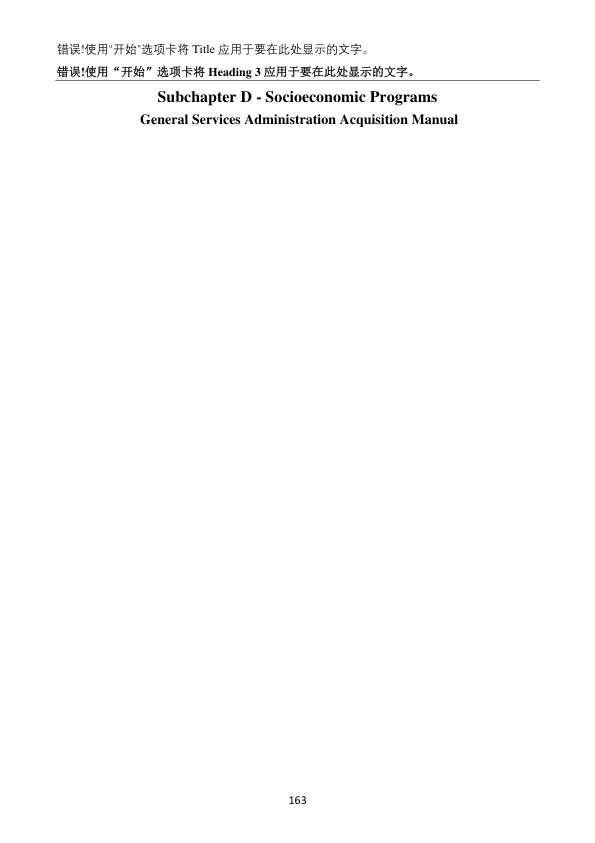 错误!使用"开始"选项卡将 Title 应用于要在此处显示的文字。
错误!使用“开始”选项卡将 Heading 3 应用于要在此处显示的文字。
Subchapter D - Socioeconomic Programs
General Services Administration Acquisition Manual
163